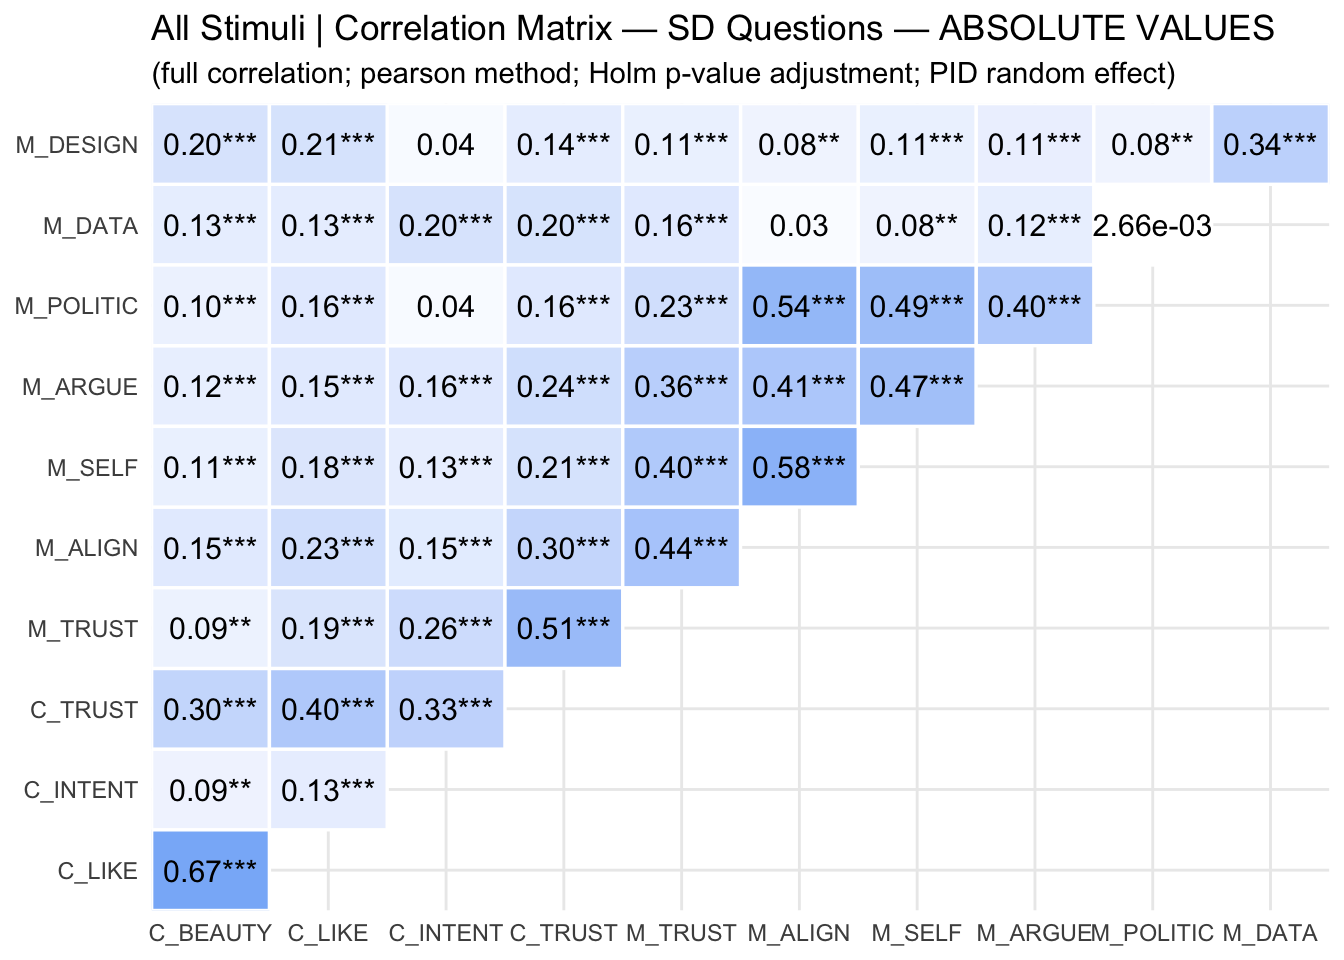 All Stimuli | Correlation Matrix — SD Questions — ABSOLUTE VALUES
(full correlation; pearson method; Holm p-value adjustment; PID random effect)
M_DESIGN 0.20*** 0.21*** 0.04 0.14*** 0.11*** 0.08** 0.11*** 0.11*** 0.08** 0.34***
M_DATA 0.13*** 0.13*** 0.20*** 0.20*** 0.16*** 0.03 0.08** 0.12*** 2.66e-03
M_POLITIC 0.10*** 0.16*** 0.04 0.16*** 0.23*** 0.54*** 0.49*** 0.40***
M_ARGUE 0.12*** 0.15*** 0.16*** 0.24*** 0.36*** 0.41*** 0.47***
M_SELF 0.11*** 0.18*** 0.13*** 0.21*** 0.40*** 0.58***
M_ALIGN 0.15*** 0.23*** 0.15*** 0.30*** 0.44***
M_TRUST 0.09** 0.19*** 0.26*** 0.51***
C_TRUST 0.30*** 0.40*** 0.33***
C_INTENT 0.09** 0.13***
C_LIKE 0.67***
C_BEAUTY C_LIKE C_INTENT C_TRUST M_TRUST M_ALIGN M_SELF M_ARGUE M_POLITIC M_DATA